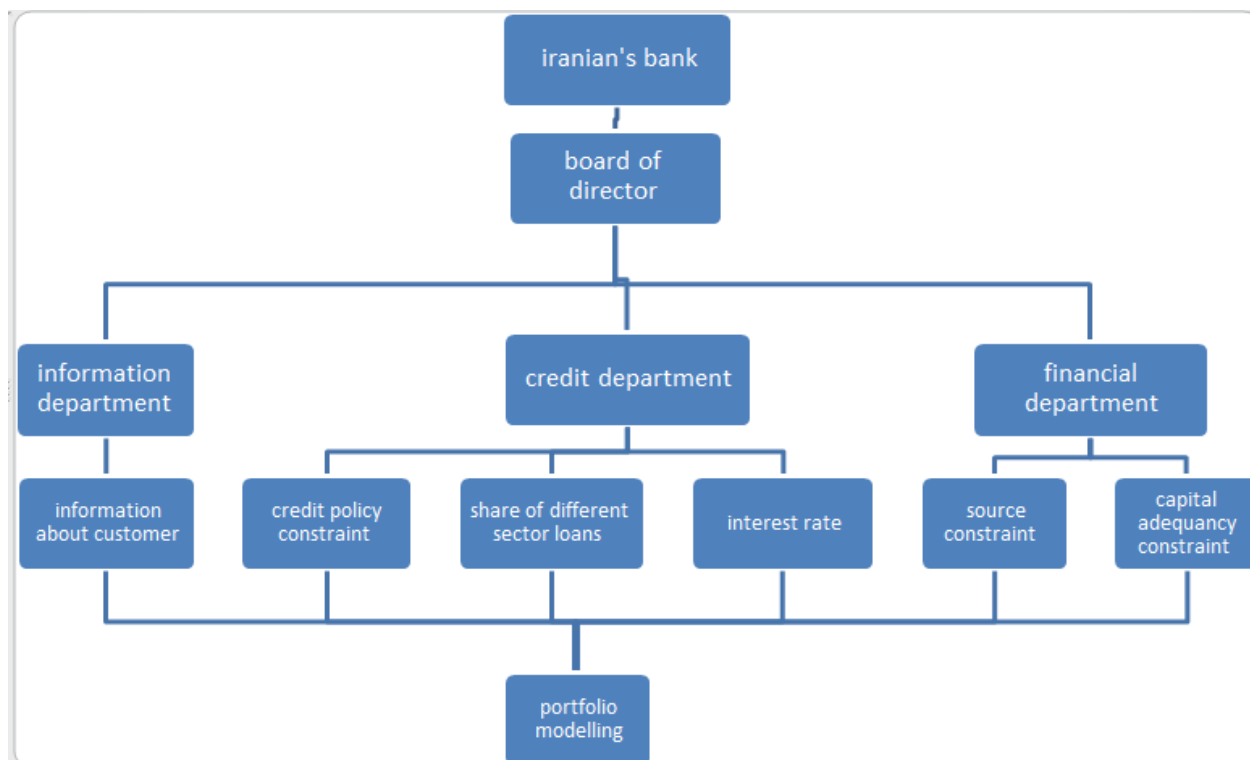 iranian's bank
board of
director
information
department
credit department
financial
department
information
about customer
credit policy
constraint
share of different
sector loans
interest rate
source
constraint
capital
adequancy
constraint
portfolio
modelling